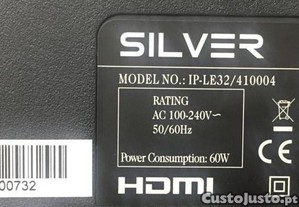 SILVER
MODEL NO.: IP-LE32/410004
RATING
AC 100-240V~
50/60Hz
Power Consumption: 60W
HDMI
00732
CustoJusto.pt